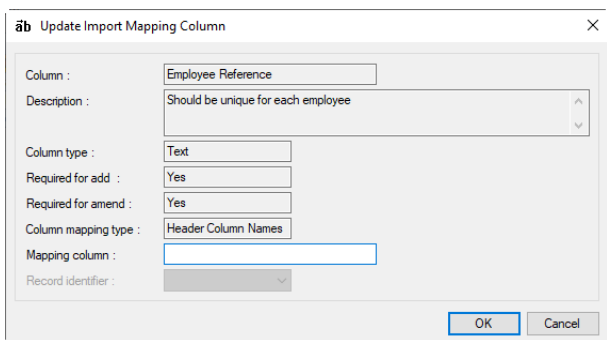 äb Update Import Mapping Column
Column : Employee Reference
Description : Should be unique for each employee
Column type : Text
Required for add : Yes
Required for amend : Yes
Column mapping type : Header Column Names
Mapping column :
Record identifier :
OK Cancel